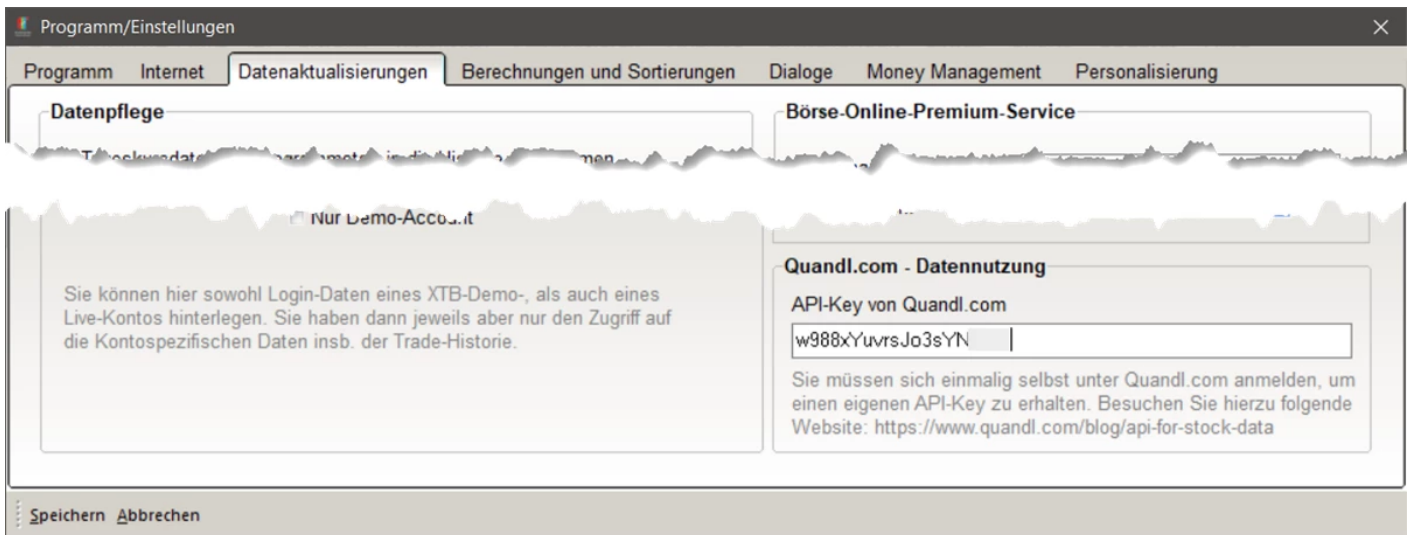 Programm/Einstellungen
Programm Internet Datenaktualisierungen Berechnungen und Sortierungen Dialoge Money Management Personalisierung
Datenpflege
Nur Demo-Account
Sie können hier sowohl Login-Daten eines XTB-Demo-, als auch eines
Live-Kontos hinterlegen. Sie haben dann jeweils aber nur den Zugriff auf
die Kontospezifischen Daten insb. der Trade-Historie.
Börse-Online-Premium-Service
Quandl.com - Datennutzung
API-Key von Quandl.com
w988xYuvrsJo3sYN
Sie müssen sich einmalig selbst unter Quandl.com anmelden, um
einen eigenen API-Key zu erhalten. Besuchen Sie hierzu folgende
Website: https://www.quandl.com/blog/api-for-stock-data
Speichern Abbrechen